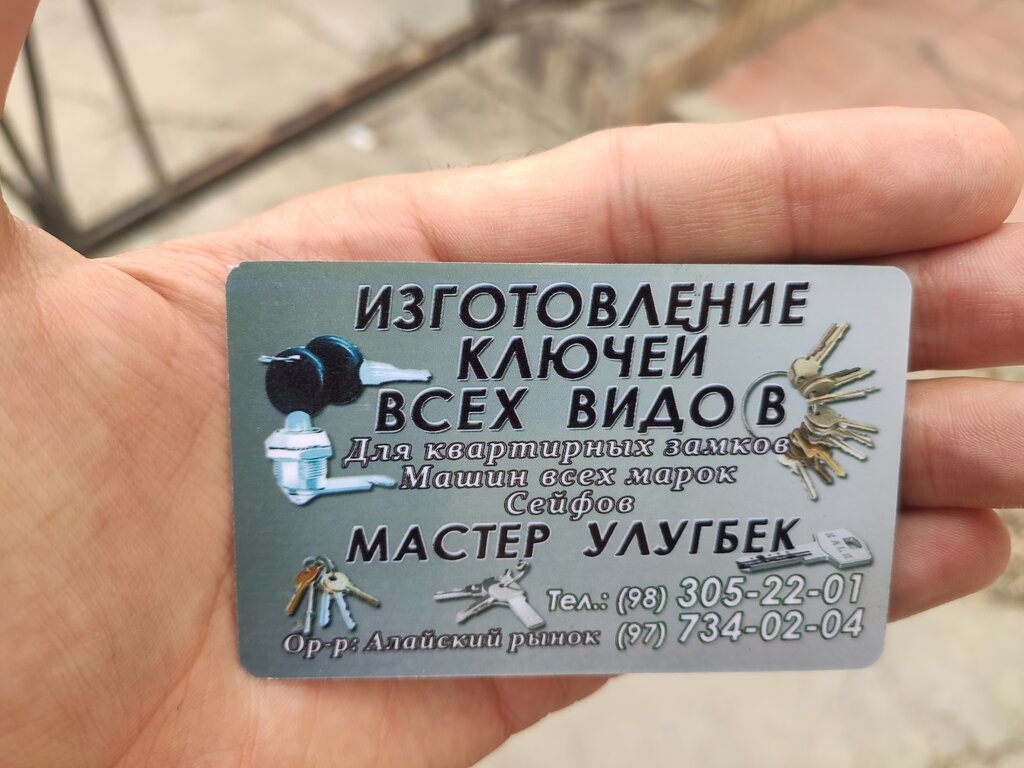 ИЗГОТОВЛЕНИЕ
КЛЮЧЕЙ
ВСЕХ ВИДОВ
Для квартирных замков
Машин всех марок
Сейфов
МАСТЕР УЛУГБЕК
Тел.: (98) 305-22-01
Ор-р: Алайский рынок (97) 734-02-04